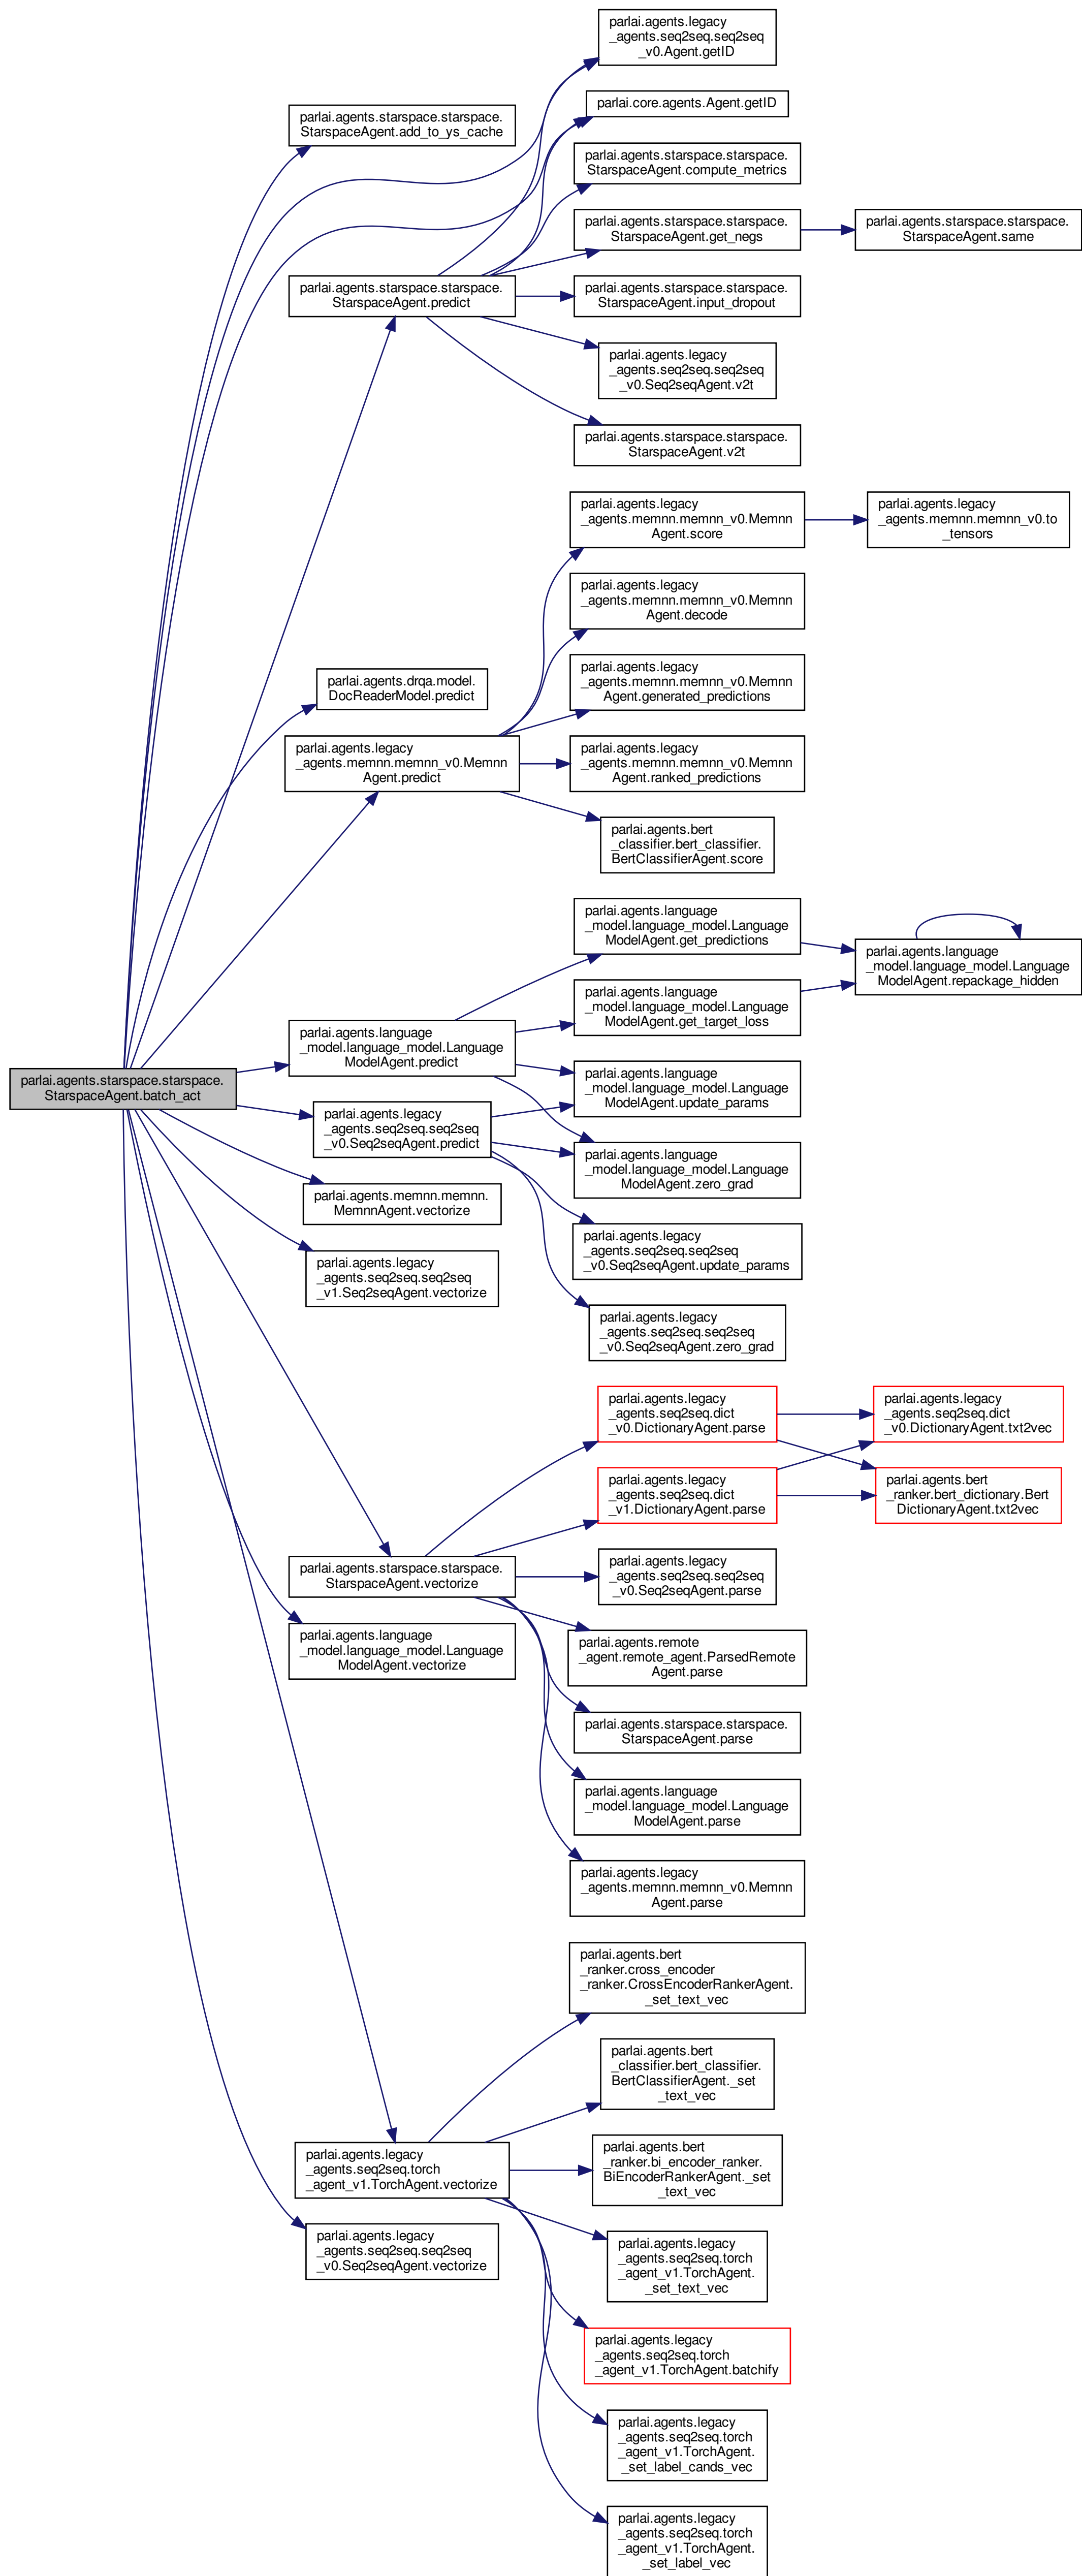 parlai.agents.legacy
_agents.seq2seq.seq2seq
_v0.Agent.getID
parlai.core.agents.Agent.getID
parlai.agents.starspace.starspace.
StarspaceAgent.add_to_ys_cache
parlai.agents.starspace.starspace.
StarspaceAgent.compute_metrics
parlai.agents.starspace.starspace.
StarspaceAgent.get_negs
parlai.agents.starspace.starspace.
StarspaceAgent.same
parlai.agents.starspace.starspace.
StarspaceAgent.predict
parlai.agents.starspace.starspace.
StarspaceAgent.input_dropout
parlai.agents.legacy
_agents.seq2seq.seq2seq
_v0.Seq2seqAgent.v2t
parlai.agents.starspace.starspace.
StarspaceAgent.v2t
parlai.agents.legacy
_agents.memnn.memnn_v0.Memnn
Agent.score
parlai.agents.legacy
_agents.memnn.memnn_v0.to
_tensors
parlai.agents.legacy
_agents.memnn.memnn_v0.Memnn
Agent.decode
parlai.agents.drqa.model.
DocReaderModel.predict
parlai.agents.legacy
_agents.memnn.memnn_v0.Memnn
Agent.generated_predictions
parlai.agents.legacy
_agents.memnn.memnn_v0.Memnn
Agent.predict
parlai.agents.legacy
_agents.memnn.memnn_v0.Memnn
Agent.ranked_predictions
parlai.agents.bert
_classifier.bert_classifier.
BertClassifierAgent.score
parlai.agents.language
_model.language_model.Language
ModelAgent.get_predictions
parlai.agents.language
_model.language_model.Language
ModelAgent.repackage_hidden
parlai.agents.language
_model.language_model.Language
ModelAgent.get_target_loss
parlai.agents.language
_model.language_model.Language
ModelAgent.predict
parlai.agents.starspace.starspace.
StarspaceAgent.batch_act
parlai.agents.language
_model.language_model.Language
ModelAgent.update_params
parlai.agents.legacy
_agents.seq2seq.seq2seq
_v0.Seq2seqAgent.predict
parlai.agents.language
_model.language_model.Language
ModelAgent.zero_grad
parlai.agents.memnn.memnn.
MemnnAgent.vectorize
parlai.agents.legacy
_agents.seq2seq.seq2seq
_v0.Seq2seqAgent.update_params
parlai.agents.legacy
_agents.seq2seq.seq2seq
_v1.Seq2seqAgent.vectorize
parlai.agents.legacy
_agents.seq2seq.seq2seq
_v0.Seq2seqAgent.zero_grad
parlai.agents.legacy
_agents.seq2seq.dict
_v0.DictionaryAgent.parse
parlai.agents.legacy
_agents.seq2seq.dict
_v0.DictionaryAgent.txt2vec
parlai.agents.legacy
_agents.seq2seq.dict
_v1.DictionaryAgent.parse
parlai.agents.bert
_ranker.bert_dictionary.Bert
DictionaryAgent.txt2vec
parlai.agents.starspace.starspace.
StarspaceAgent.vectorize
parlai.agents.legacy
_agents.seq2seq.seq2seq
_v0.Seq2seqAgent.parse
parlai.agents.language
_model.language_model.Language
ModelAgent.vectorize
parlai.agents.remote
_agent.remote_agent.ParsedRemote
Agent.parse
parlai.agents.starspace.starspace.
StarspaceAgent.parse
parlai.agents.language
_model.language_model.Language
ModelAgent.parse
parlai.agents.legacy
_agents.memnn.memnn_v0.Memnn
Agent.parse
parlai.agents.bert
_ranker.cross_encoder
_ranker.CrossEncoderRankerAgent.
_set_text_vec
parlai.agents.bert
_classifier.bert_classifier.
BertClassifierAgent._set
_text_vec
parlai.agents.legacy
_agents.seq2seq.torch
_agent_v1.TorchAgent.vectorize
parlai.agents.bert
_ranker.bi_encoder_ranker.
BiEncoderRankerAgent._set
_text_vec
parlai.agents.legacy
_agents.seq2seq.seq2seq
_v0.Seq2seqAgent.vectorize
parlai.agents.legacy
_agents.seq2seq.torch
_agent_v1.TorchAgent.
_set_text_vec
parlai.agents.legacy
_agents.seq2seq.torch
_agent_v1.TorchAgent.batchify
parlai.agents.legacy
_agents.seq2seq.torch
_agent_v1.TorchAgent.
_set_label_cands_vec
parlai.agents.legacy
_agents.seq2seq.torch
_agent_v1.TorchAgent.
_set_label_vec